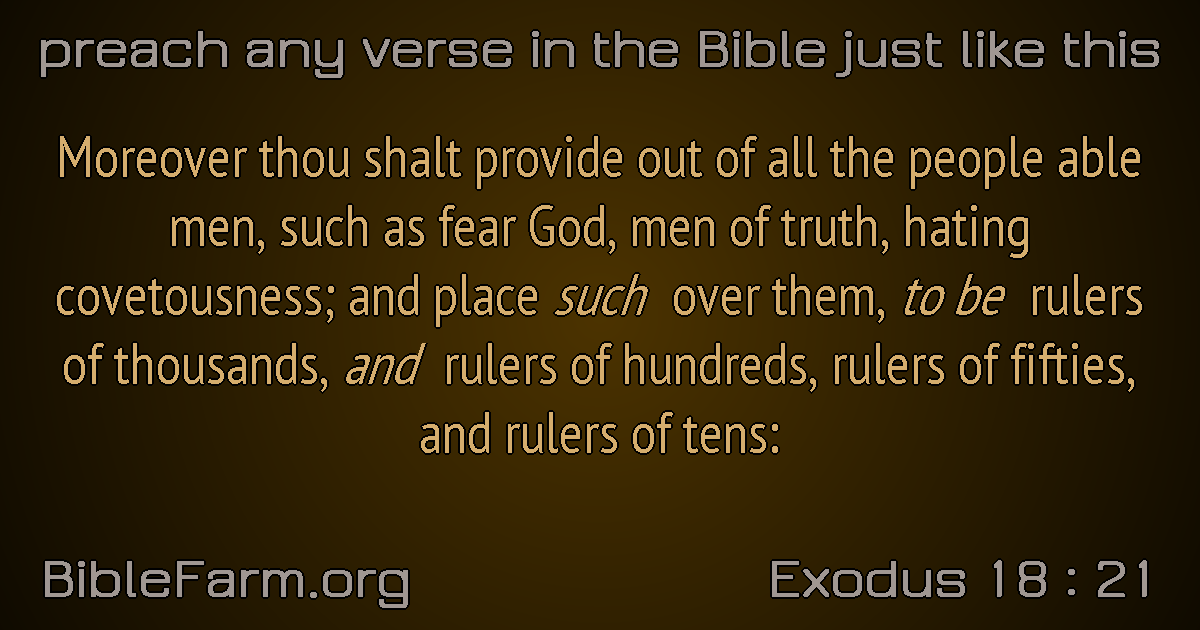 preach any verse in the Bible just like this
Moreover thou shalt provide out of all the people able
men, such as fear God, men of truth, hating
covetousness; and place such over them, to be rulers
of thousands, and rulers of hundreds, rulers of fifties,
and rulers of tens:
BibleFarm.org
Exodus 18 : 21